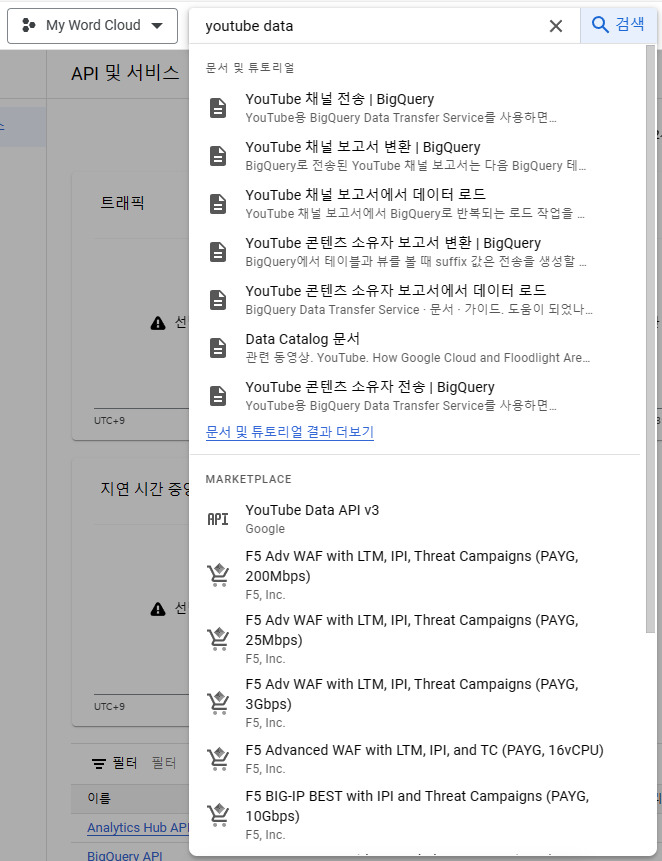 My Word Cloud
youtube data
검색
API 및 서비스
문서 및 튜토리얼
YouTube 채널 전송 | BigQuery
YouTube용 BigQuery Data Transfer Service를 사용하면…
YouTube 채널 보고서 변환 | BigQuery
BigQuery로 전송된 YouTube 채널 보고서는 다음 BigQuery 테…
YouTube 채널 보고서에서 데이터 로드
YouTube 채널 보고서에서 BigQuery로 반복되는 로드 작업을 …
YouTube 콘텐츠 소유자 보고서 변환 | BigQuery
BigQuery에서 테이블과 뷰를 볼 때 suffix 값은 전송을 생성할 …
YouTube 콘텐츠 소유자 보고서에서 데이터 로드
BigQuery Data Transfer Service · 문서 · 가이드. 도움이 되었나…
Data Catalog 문서
관련 동영상. YouTube. How Google Cloud and Floodlight Are…
YouTube 콘텐츠 소유자 전송 | BigQuery
YouTube용 BigQuery Data Transfer Service를 사용하면…
문서 및 튜토리얼 결과 더보기
MARKETPLACE
YouTube Data API v3
Google
F5 Adv WAF with LTM, IPI, Threat Campaigns (PAYG,
200Mbps)
F5, Inc.
F5 Adv WAF with LTM, IPI, Threat Campaigns (PAYG,
25Mbps)
F5, Inc.
F5 Adv WAF with LTM, IPI, Threat Campaigns (PAYG,
3Gbps)
F5, Inc.
F5 Advanced WAF with LTM, IPI, and TC (PAYG, 16vCPU)
F5, Inc.
F5 BIG-IP BEST with IPI and Threat Campaigns (PAYG,
10Gbps)
F5, Inc.
트래픽
선
UTC+9
지연 시간 중앙
선
UTC+9
필터 필터
이름
Analytics Hub API
BigQuery API